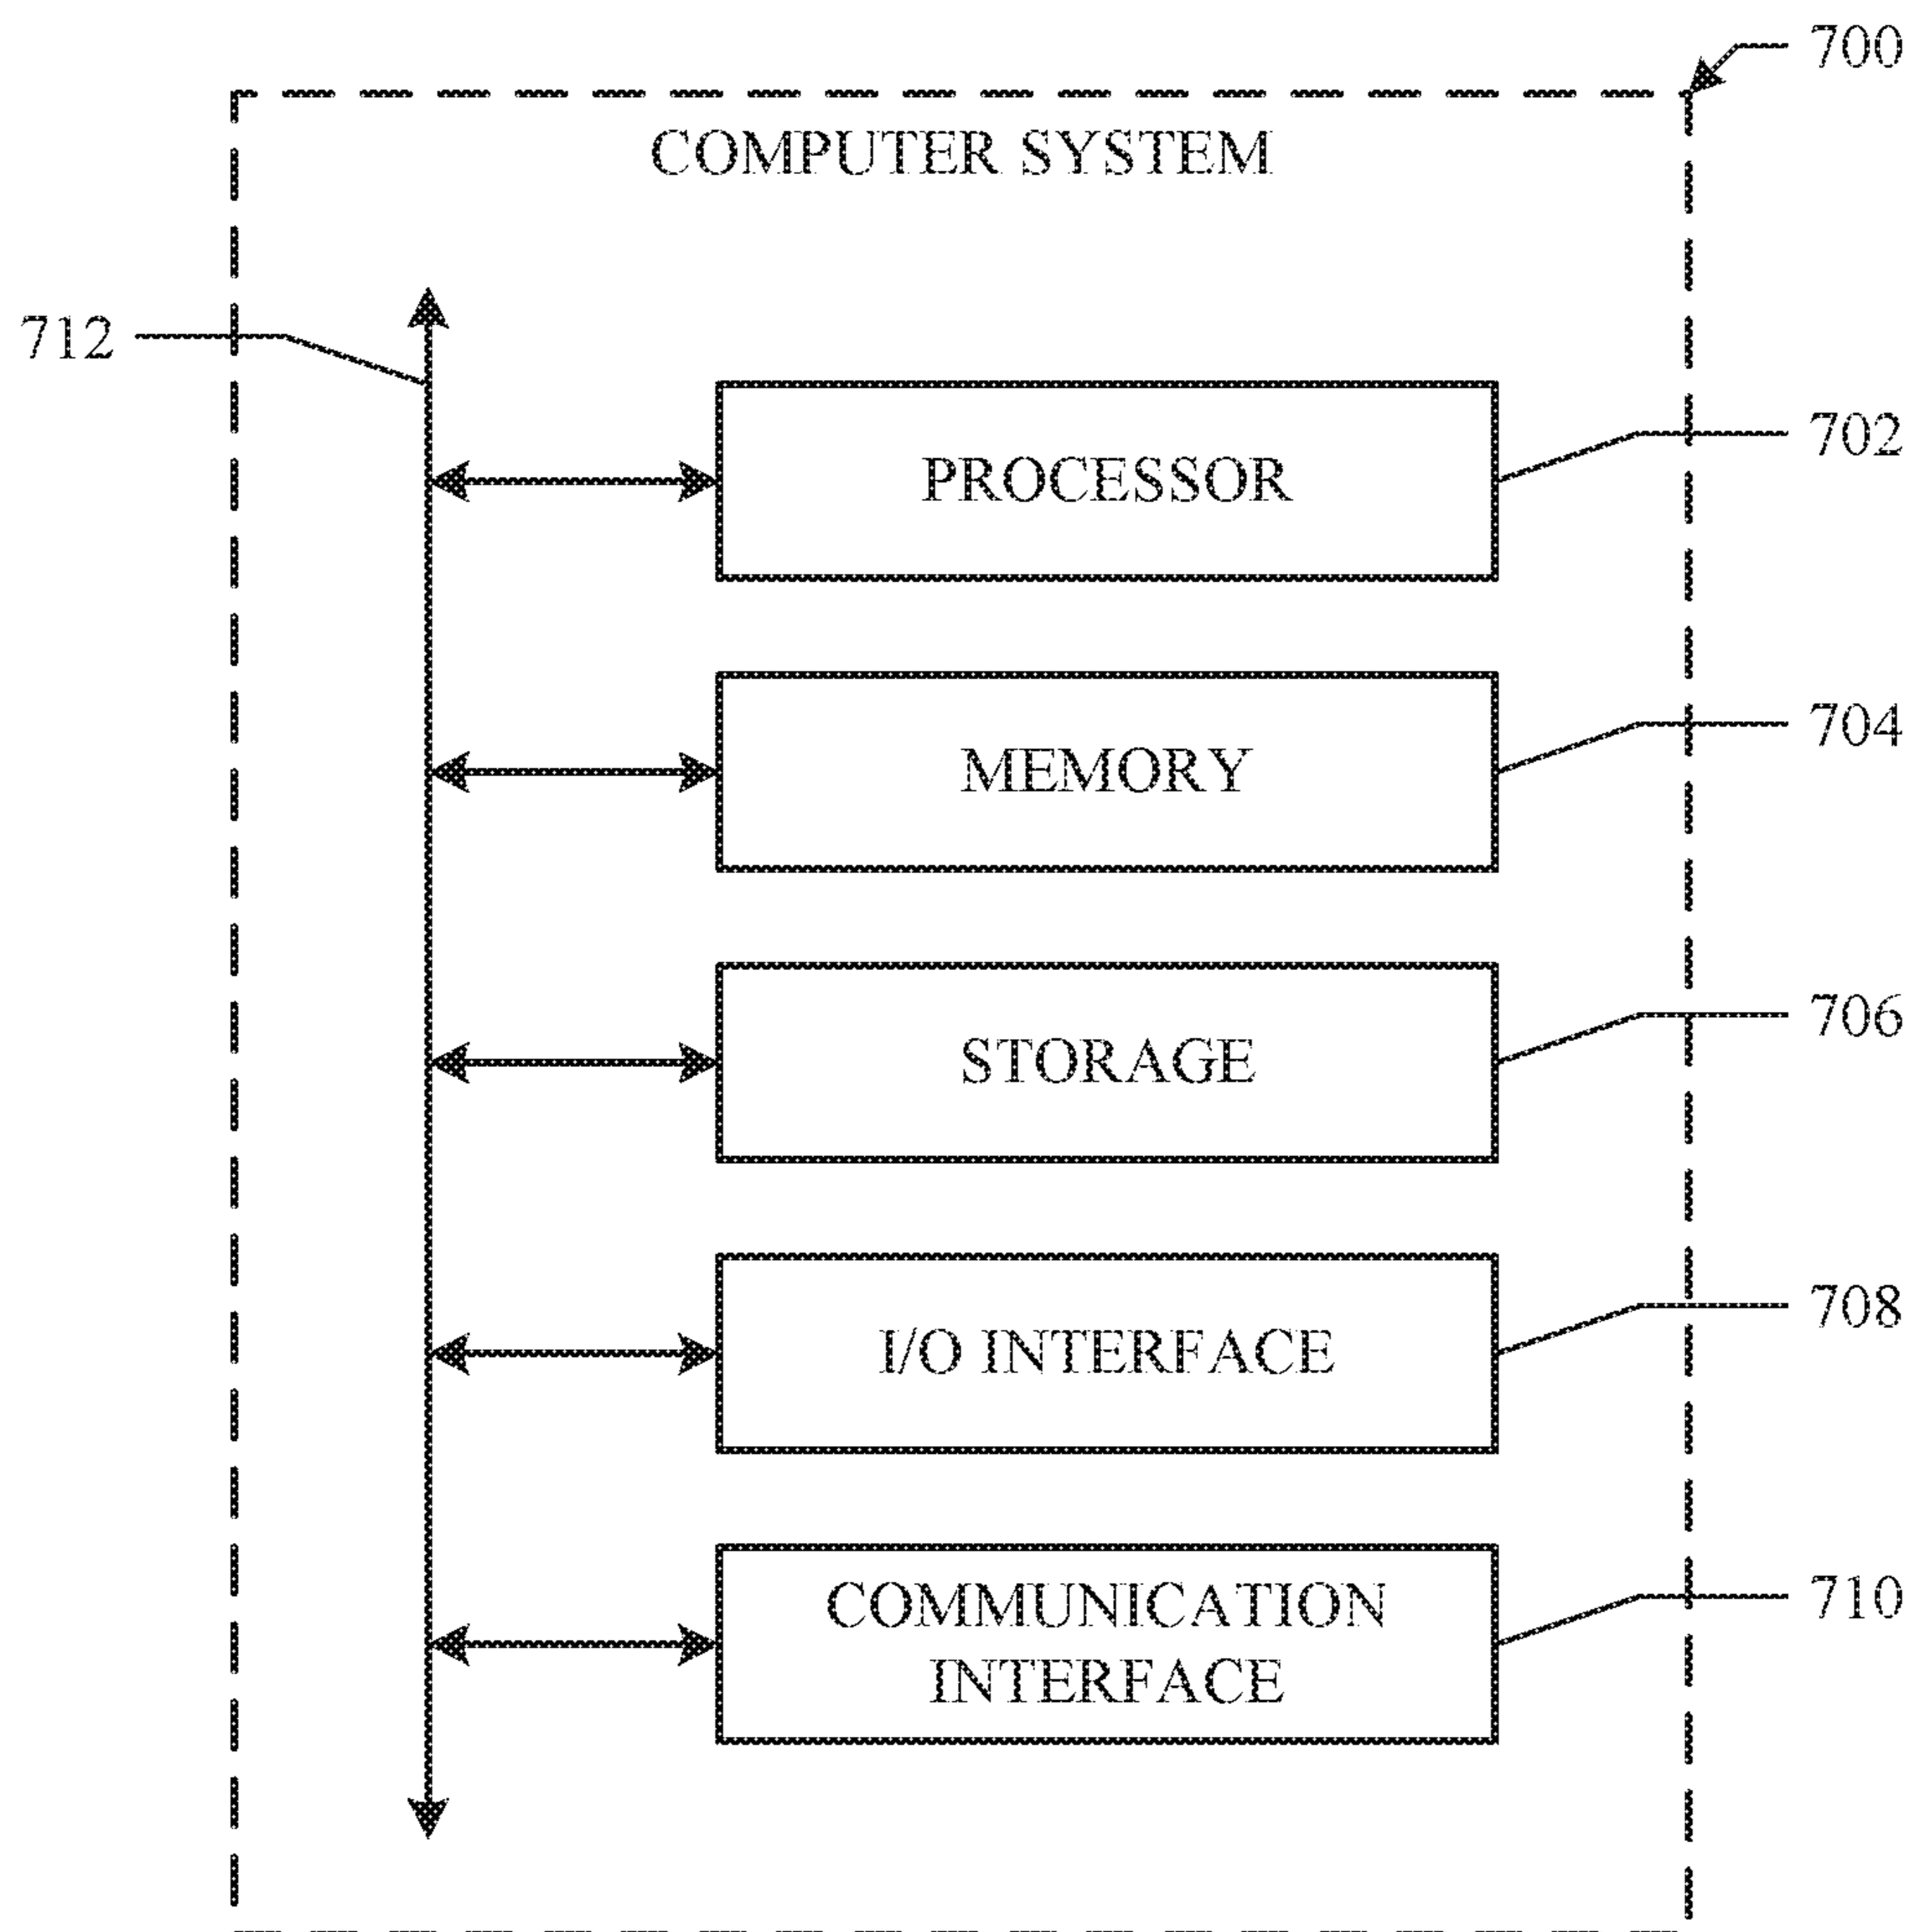 700
COMPUTER SYSTEM
712
PROCESSOR
702
MEMORY
704
STORAGE
706
I/O INTERFACE
708
COMMUNICATION
INTERFACE
710